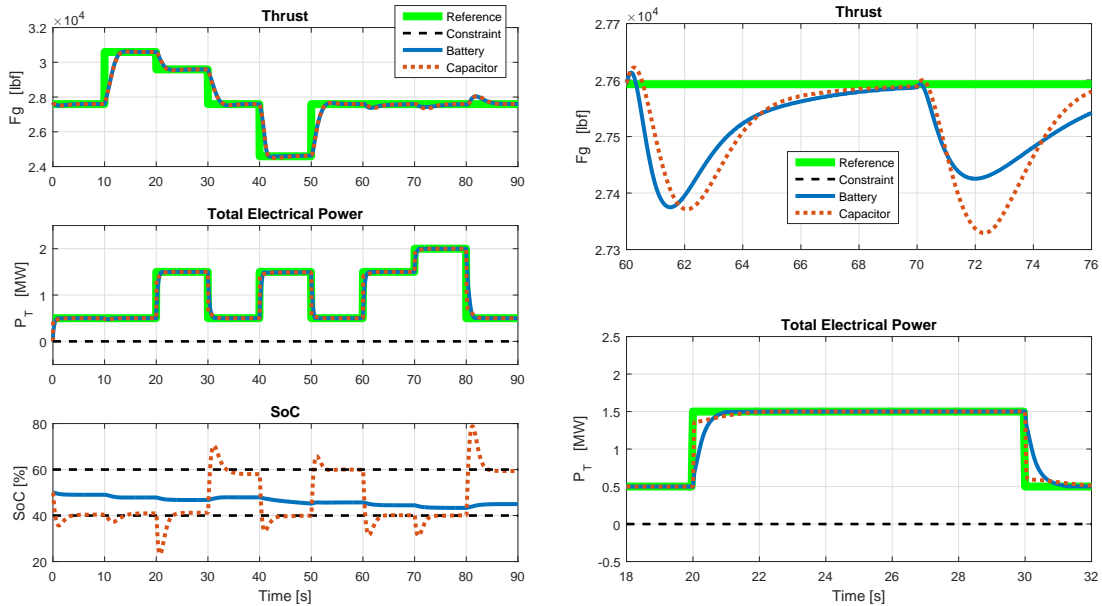 Thrust
×10⁴
3.2
3
2.8
2.6
2.4
Fg [lbf]
0 10 20 30 40 50 60 70 80 90
Reference
Constraint
Battery
Capacitor
Total Electrical Power
2
1
0
P_T [MW]
0 10 20 30 40 50 60 70 80 90
SoC
80
60
40
20
SoC [%]
0 10 20 30 40 50 60 70 80 90
Time [s]
Thrust
×10⁴
2.77
2.76
2.75
2.74
2.73
Fg [lbf]
60 62 64 66 68 70 72 74 76
Reference
Constraint
Battery
Capacitor
Total Electrical Power
2.5
2
1.5
1
0.5
0
-0.5
P_T [MW]
18 20 22 24 26 28 30 32
Time [s]